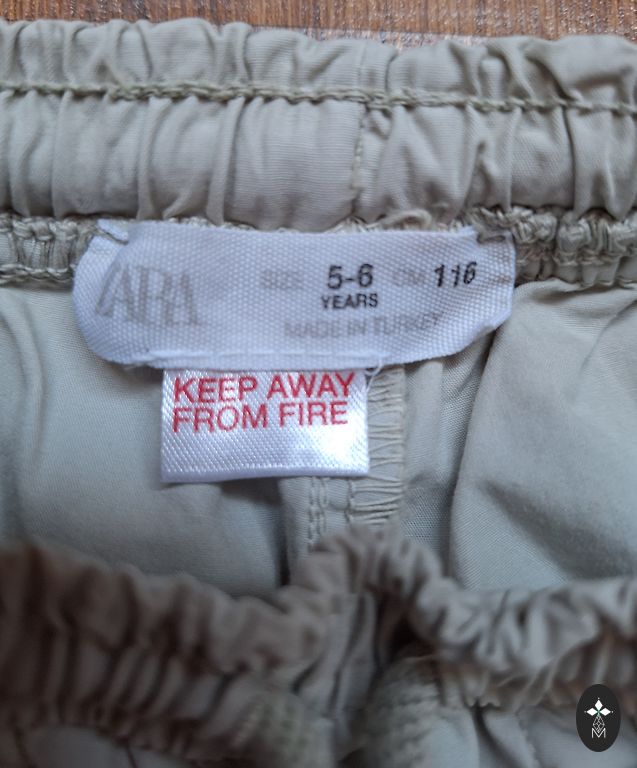 ZARA SIZE 5-6 CM 116
YEARS
MADE IN TURKEY
KEEP AWAY
FROM FIRE
M